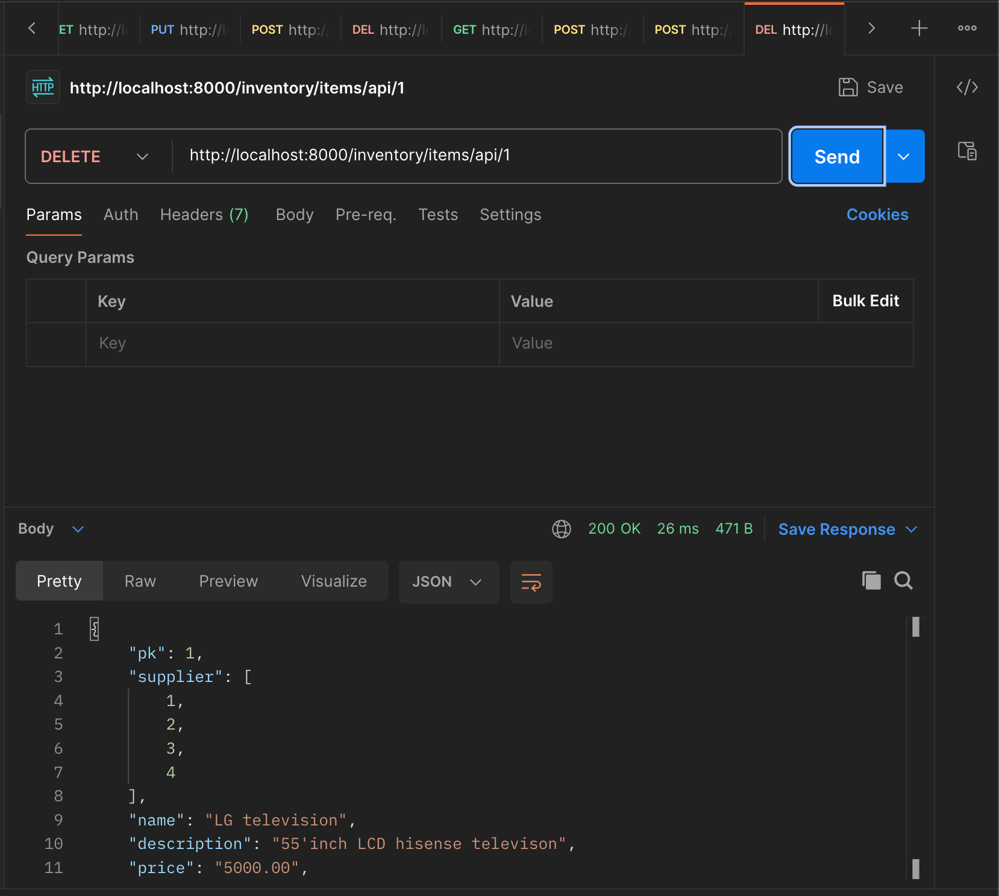 ET http://l
PUT http://l
POST http:/
DEL http://l
GET http://l
POST http:/
POST http:/
DEL http://l
HTTP http://localhost:8000/inventory/items/api/1 Save </>
DELETE http://localhost:8000/inventory/items/api/1 Send
Params Auth Headers (7) Body Pre-req. Tests Settings Cookies
Query Params
Key Value Bulk Edit
Key Value
Body 200 OK 26 ms 471 B Save Response
Pretty Raw Preview Visualize JSON
1 {
2 "pk": 1,
3 "supplier": [
4 1,
5 2,
6 3,
7 4
8 ],
9 "name": "LG television",
10 "description": "55'inch LCD hisense televison",
11 "price": "5000.00",